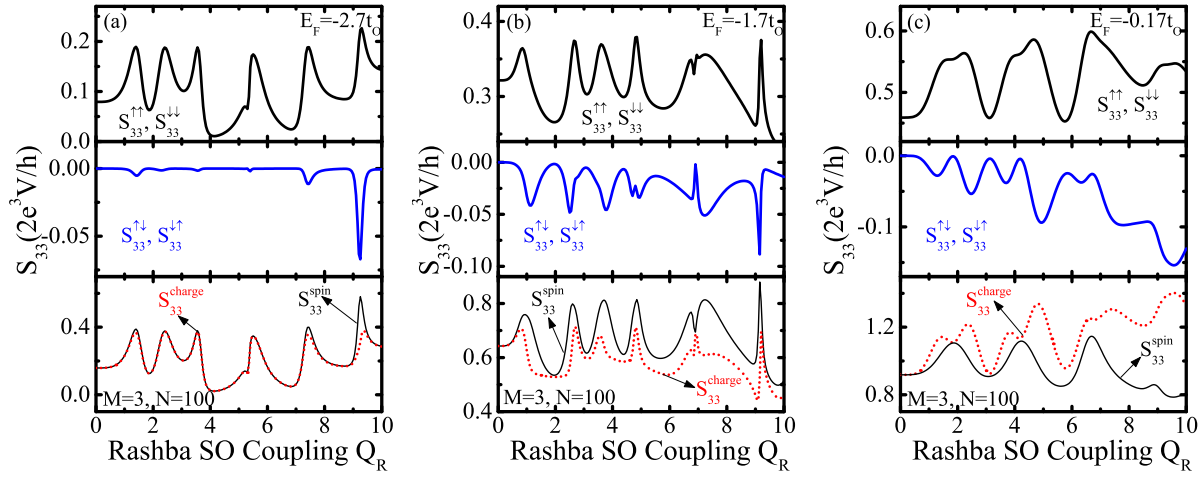 (a) E_F=-2.7t_O
0.2
0.1
0.0
S_33^↑↑, S_33^↓↓
0.00
-0.05
S_33^↑↓, S_33^↓↑
S_33(2e^3V/h)
0.4
0.0
S_33^charge
S_33^spin
M=3, N=100
0 2 4 6 8 10
Rashba SO Coupling Q_R
(b) E_F=-1.7t_O
0.4
0.3
S_33^↑↑, S_33^↓↓
0.00
-0.05
-0.10
S_33^↑↓, S_33^↓↑
S_33(2e^3V/h)
0.8
0.6
0.4
S_33^spin
S_33^charge
M=3, N=100
0 2 4 6 8 10
Rashba SO Coupling Q_R
(c) E_F=-0.17t_O
0.6
0.5
S_33^↑↑, S_33^↓↓
0.0
-0.1
S_33^↑↓, S_33^↓↑
S_33(2e^3V/h)
1.2
0.8
S_33^charge
S_33^spin
M=3, N=100
0 2 4 6 8 10
Rashba SO Coupling Q_R